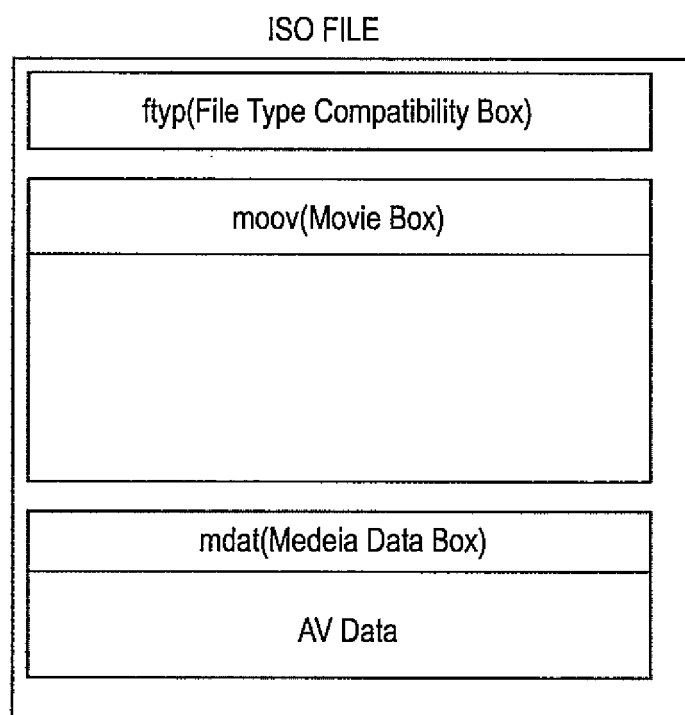 ISO FILE
ftyp(File Type Compatibility Box)
moov(Movie Box)
mdat(Medeia Data Box)
AV Data